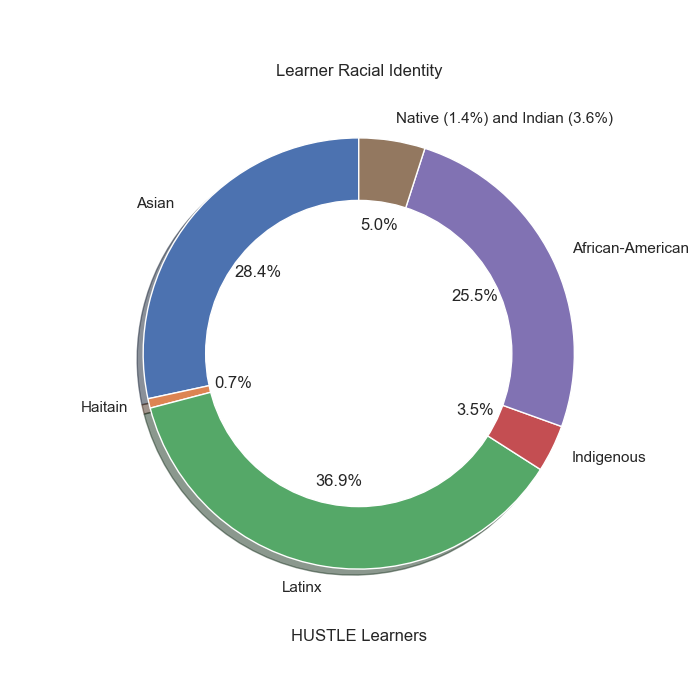 Learner Racial Identity
Native (1.4%) and Indian (3.6%)
Asian
5.0%
African-American
28.4%
25.5%
0.7%
Haitain
3.5%
Indigenous
36.9%
Latinx
HUSTLE Learners